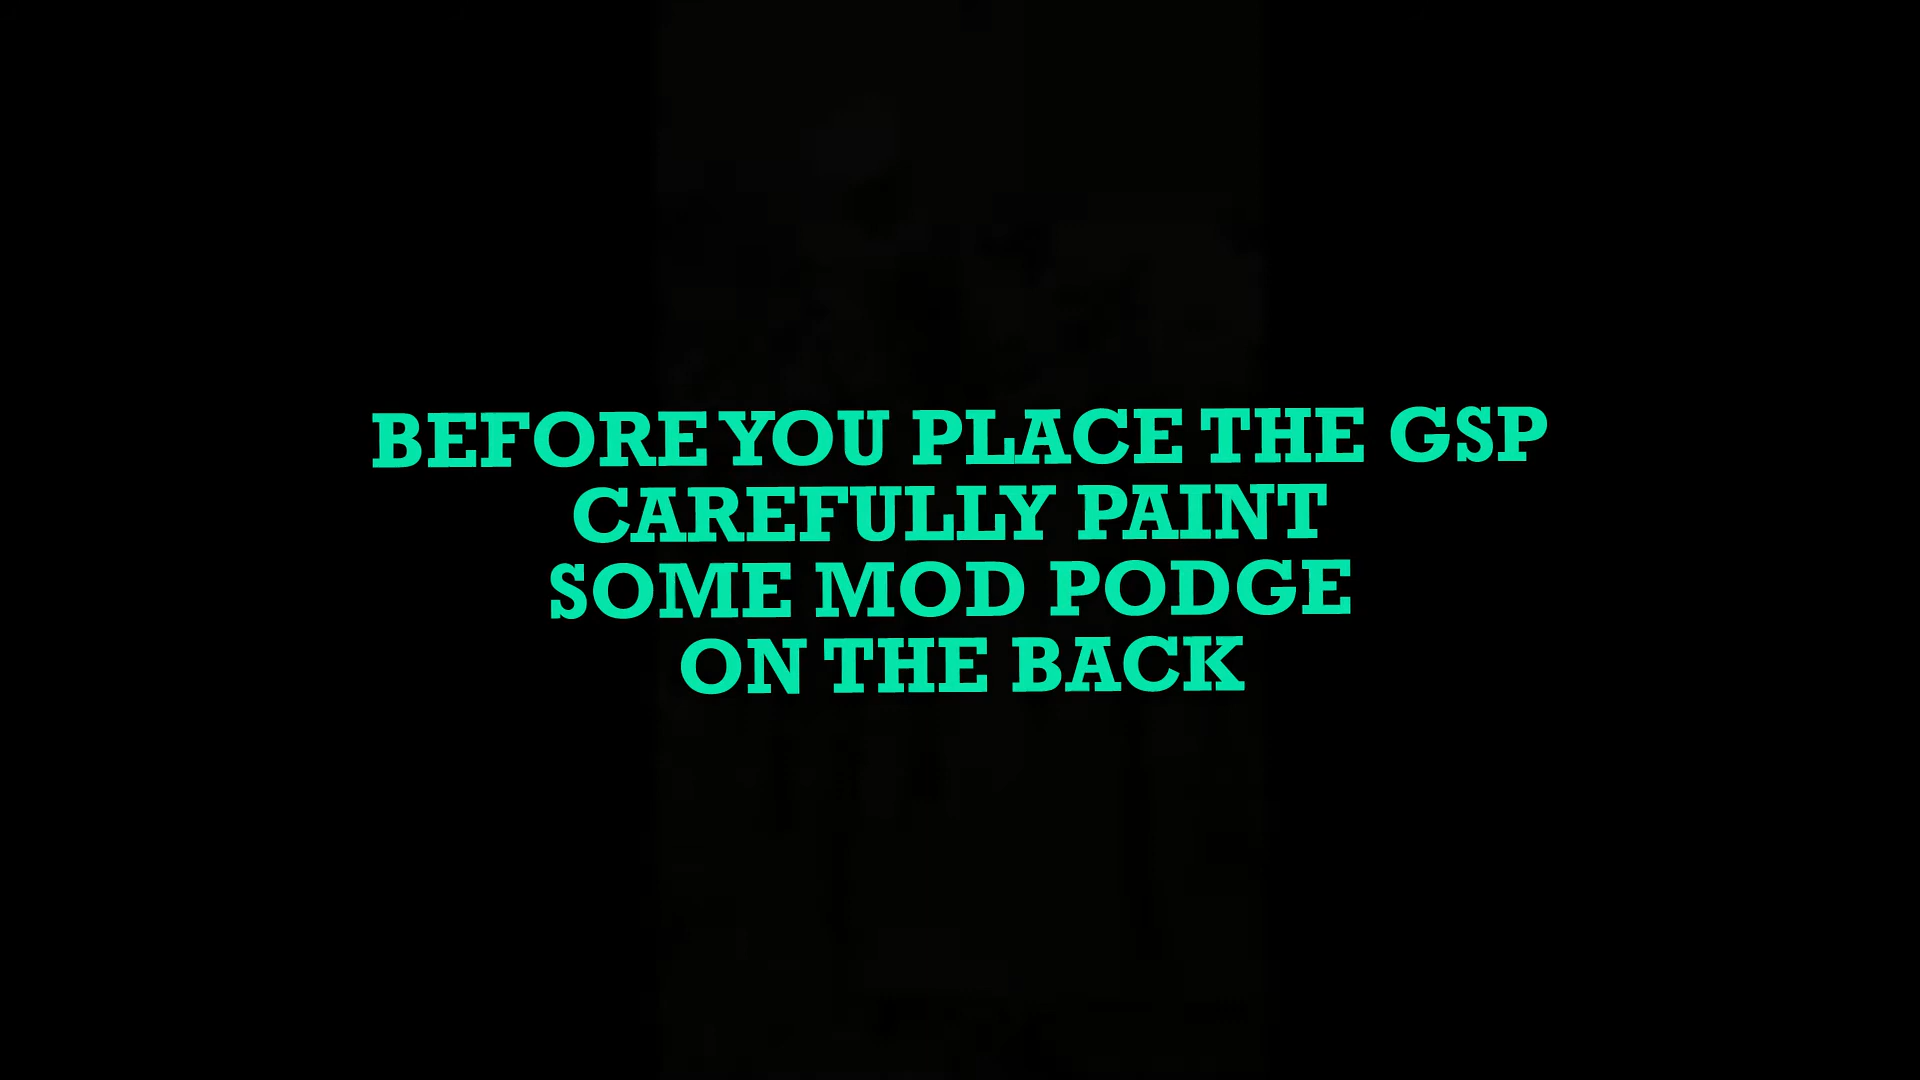 BEFORE YOU PLACE THE GSP
CAREFULLY PAINT
SOME MOD PODGE
ON THE BACK